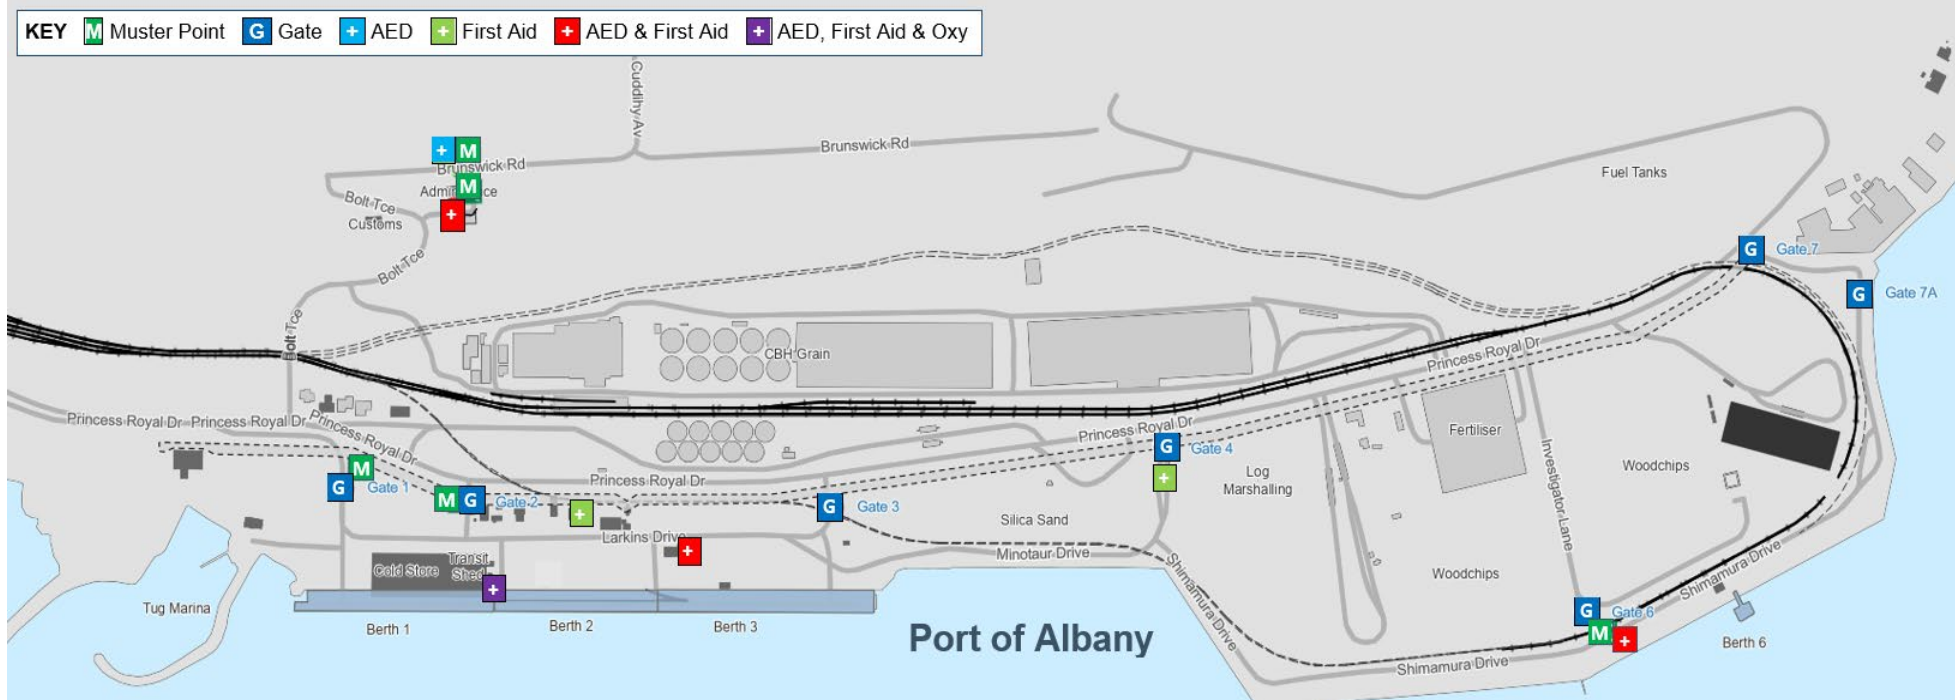 KEY M Muster Point G Gate + AED + First Aid + AED & First Aid + AED, First Aid & Oxy
Cuddihy Av
+ M
Brunswick Rd
Brunswick Rd
M
Fuel Tanks
Bolt Tce
+
Customs
Bolt Tce
G Gate 7
G Gate 7A
Bolt Tce
CBH Grain
Princess Royal Dr
Princess Royal Dr
Princess Royal Dr
Princess Royal Dr
Princess Royal Dr
Fertiliser
G Gate 4
M
G Gate 1
Woodchips
Log
Marshalling
+
Princess Royal Dr
M G Gate 2
+
G Gate 3
Investigator Lane
Silica Sand
Larkins Drive
+
Minotaur Drive
Transit
Shed
Cold Store
+
Woodchips
Shimamura Drive
Shimamura Drive
Tug Marina
Berth 1
Berth 2
Berth 3
Port of Albany
G Gate 6
M +
Berth 6
Shimamura Drive